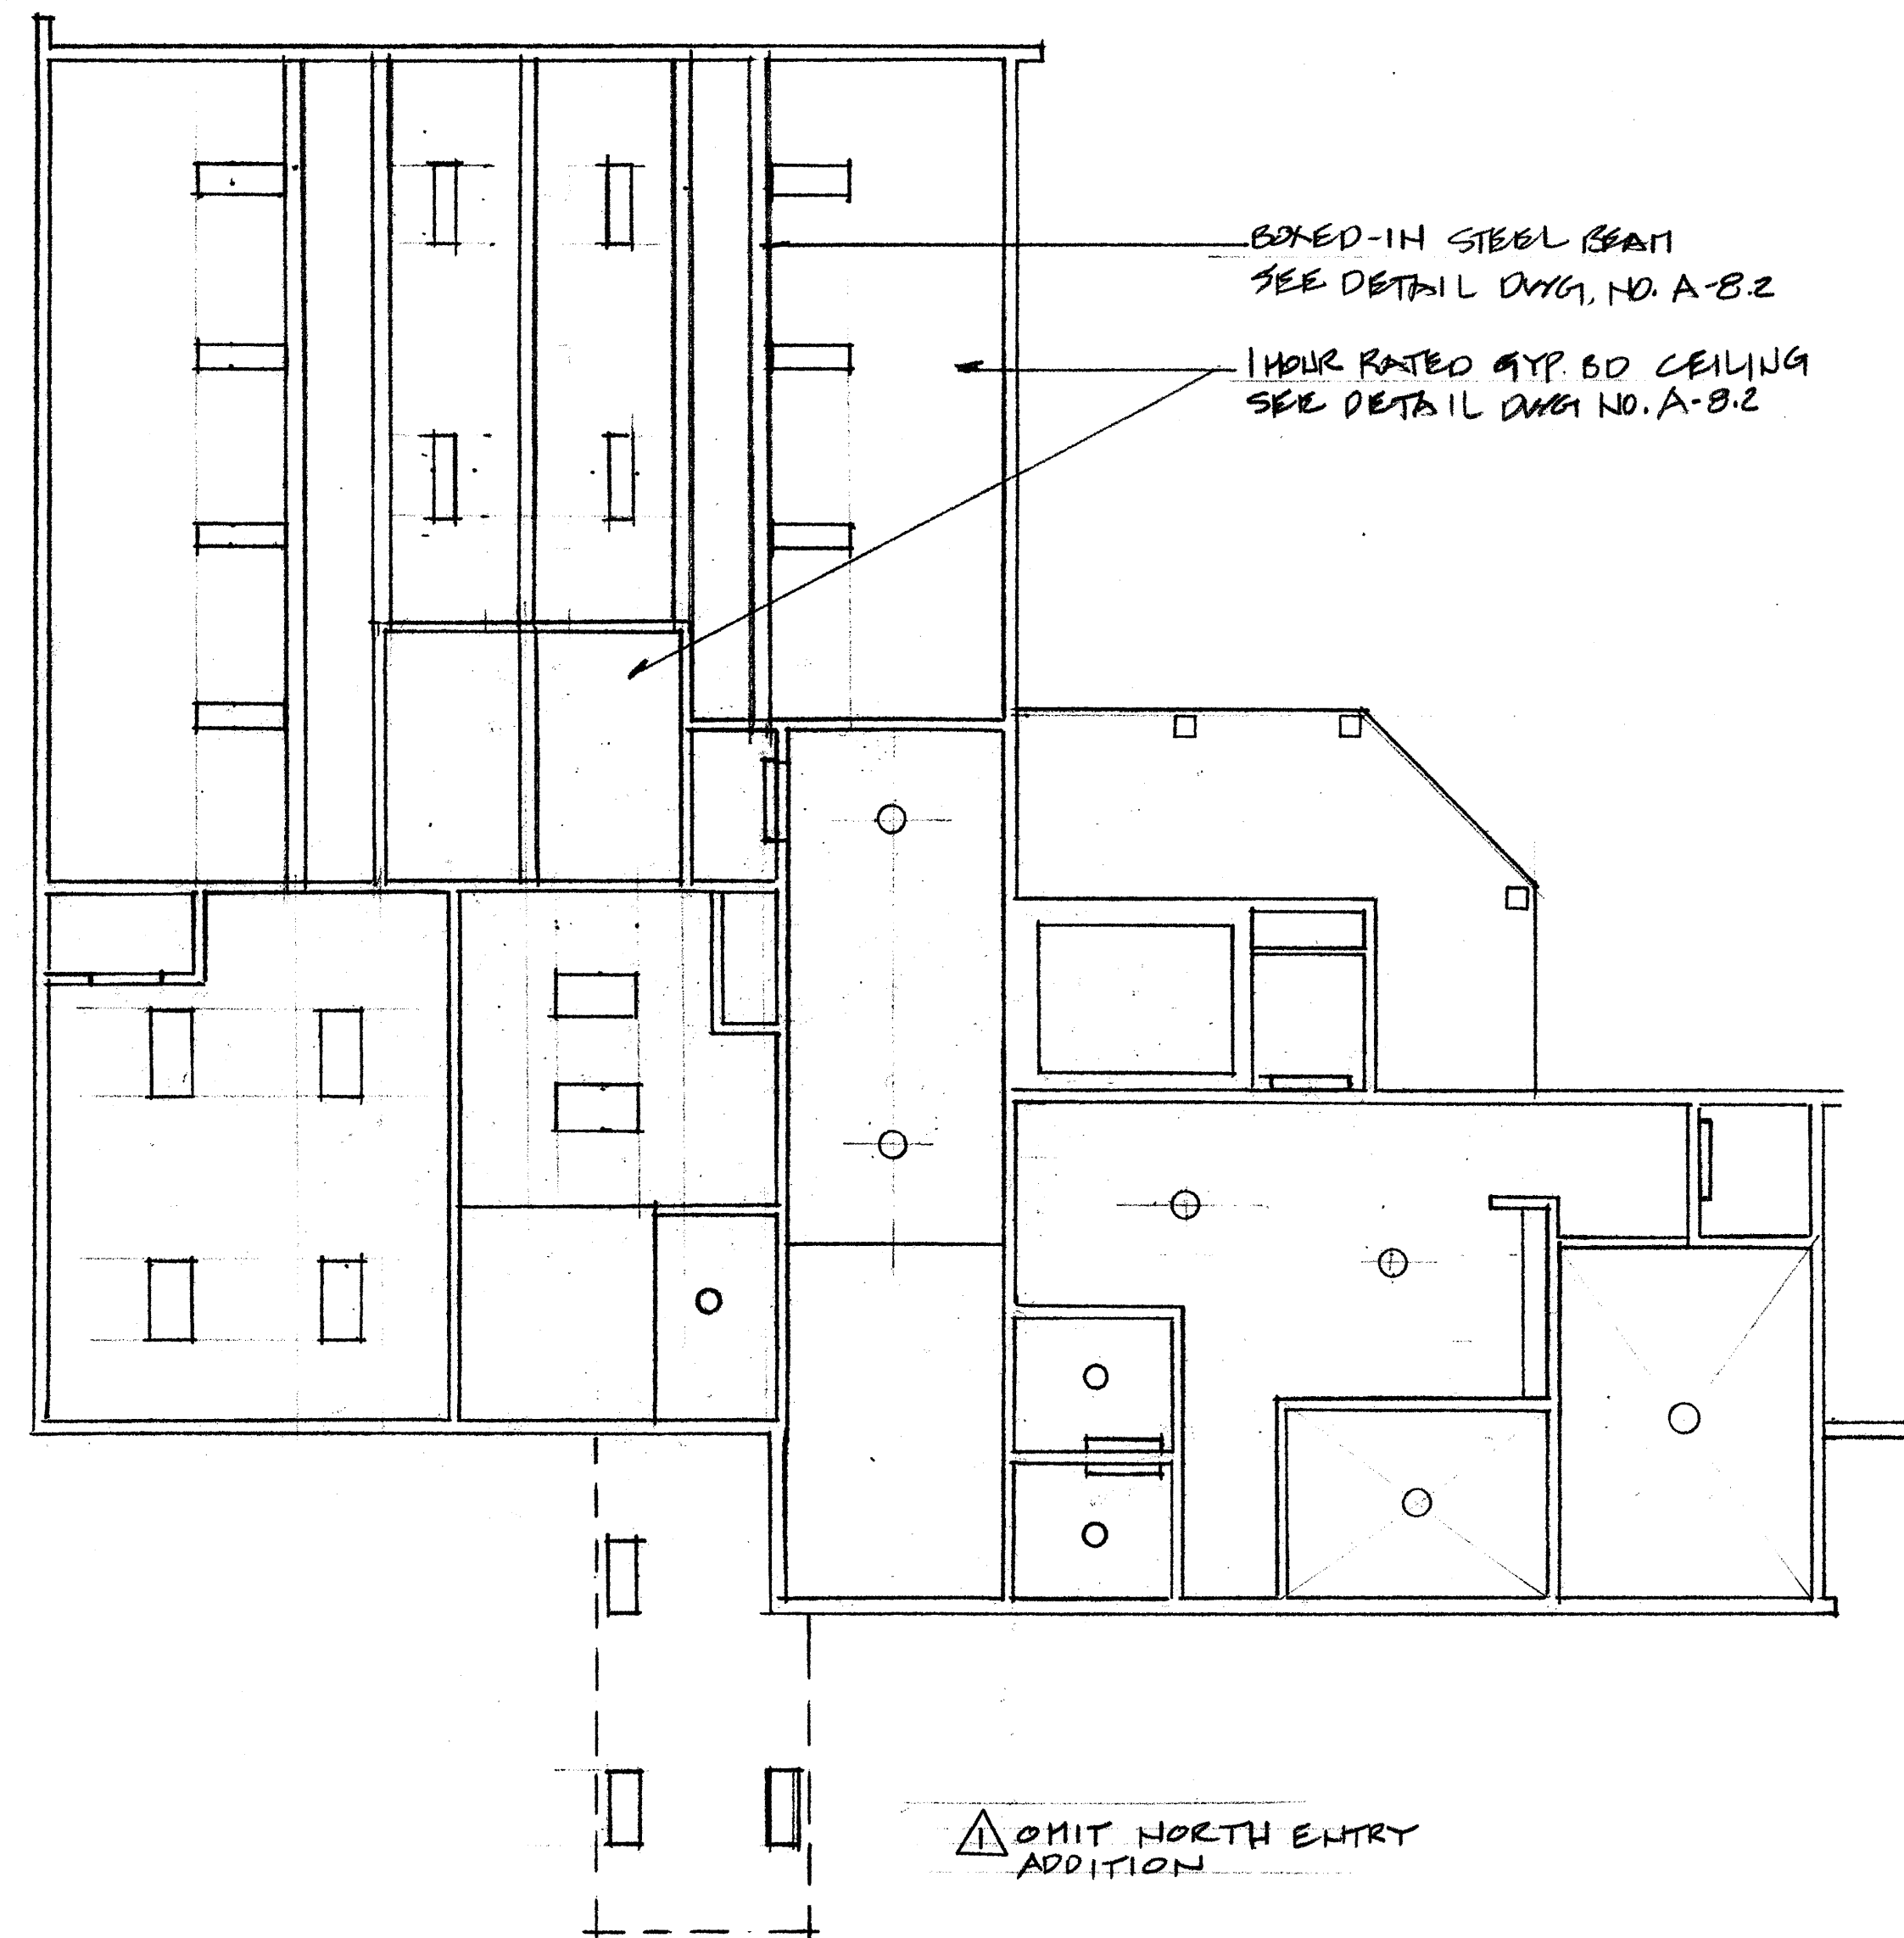 BOXED-IN STEEL BEAM
SEE DETAIL DWG. NO. A-8.2
1 HOUR RATED GYP. BD CEILING
SEE DETAIL DWG NO. A-8.2
1 OMIT NORTH ENTRY
ADDITION